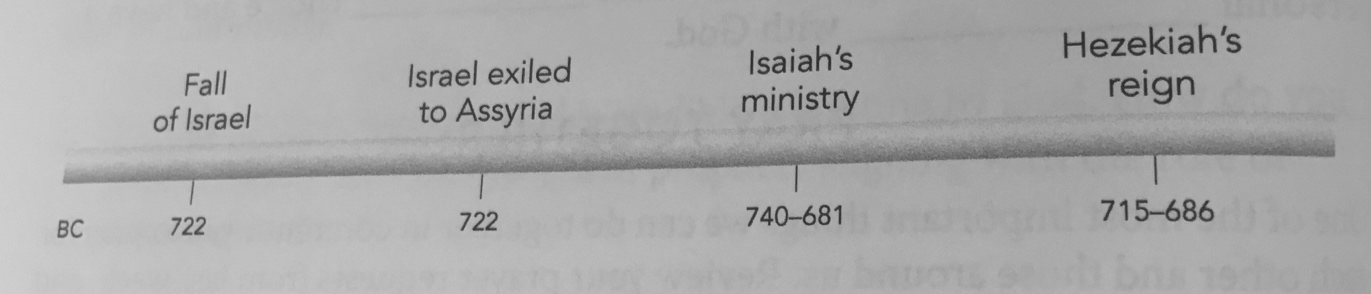 Fall
of Israel
Israel exiled
to Assyria
Isaiah's
ministry
Hezekiah's
reign
BC
722
722
740–681
715–686